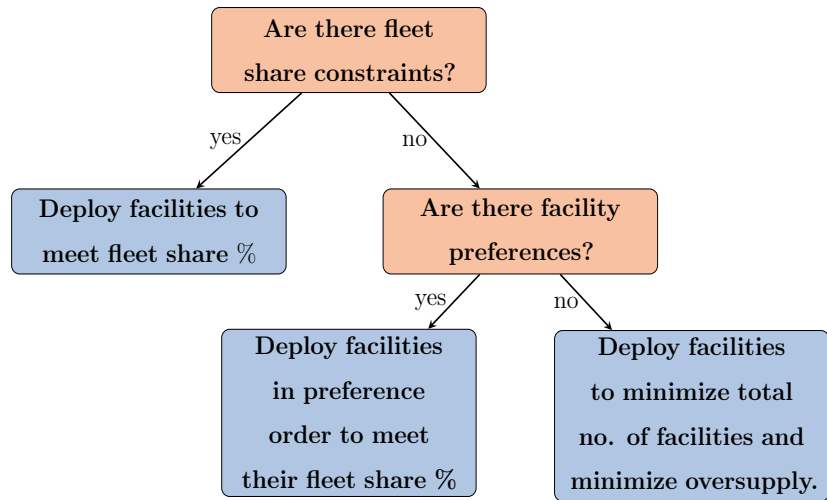 Are there fleet
share constraints?
yes
no
Deploy facilities to
meet fleet share %
Are there facility
preferences?
yes
no
Deploy facilities
in preference
order to meet
their fleet share %
Deploy facilities
to minimize total
no. of facilities and
minimize oversupply.